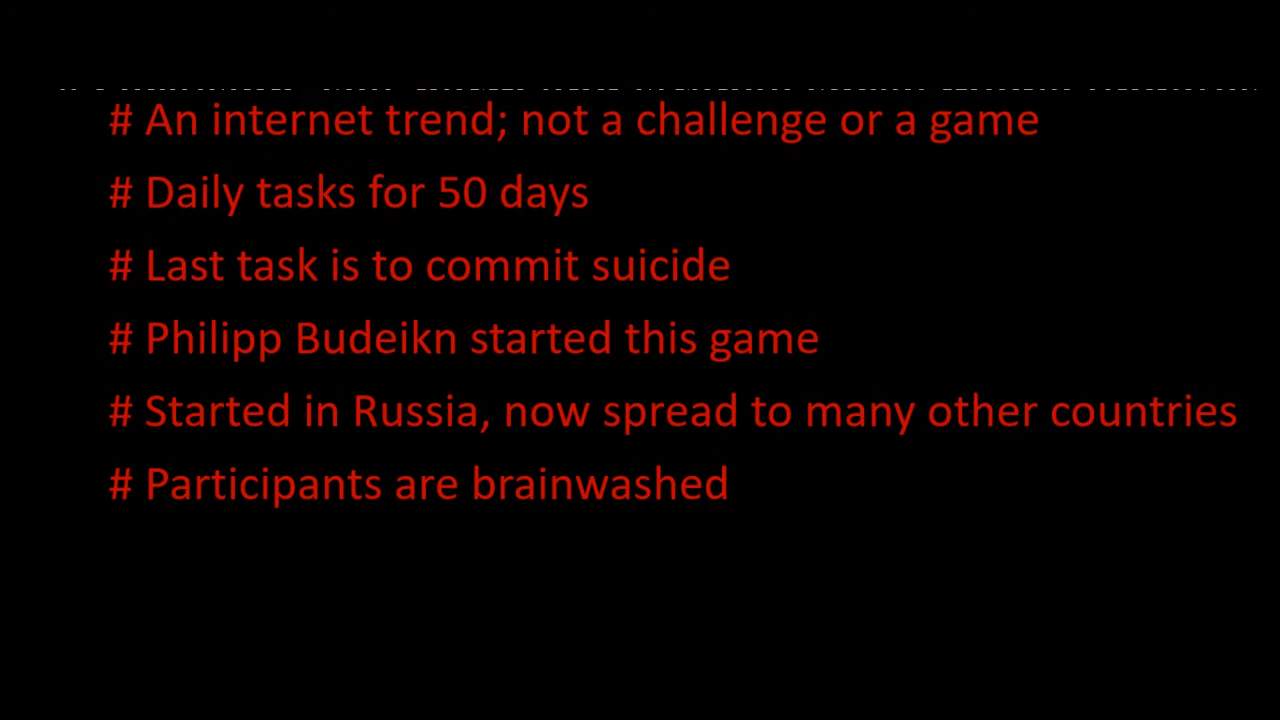 # An internet trend; not a challenge or a game
# Daily tasks for 50 days
# Last task is to commit suicide
# Philipp Budeikn started this game
# Started in Russia, now spread to many other countries
# Participants are brainwashed